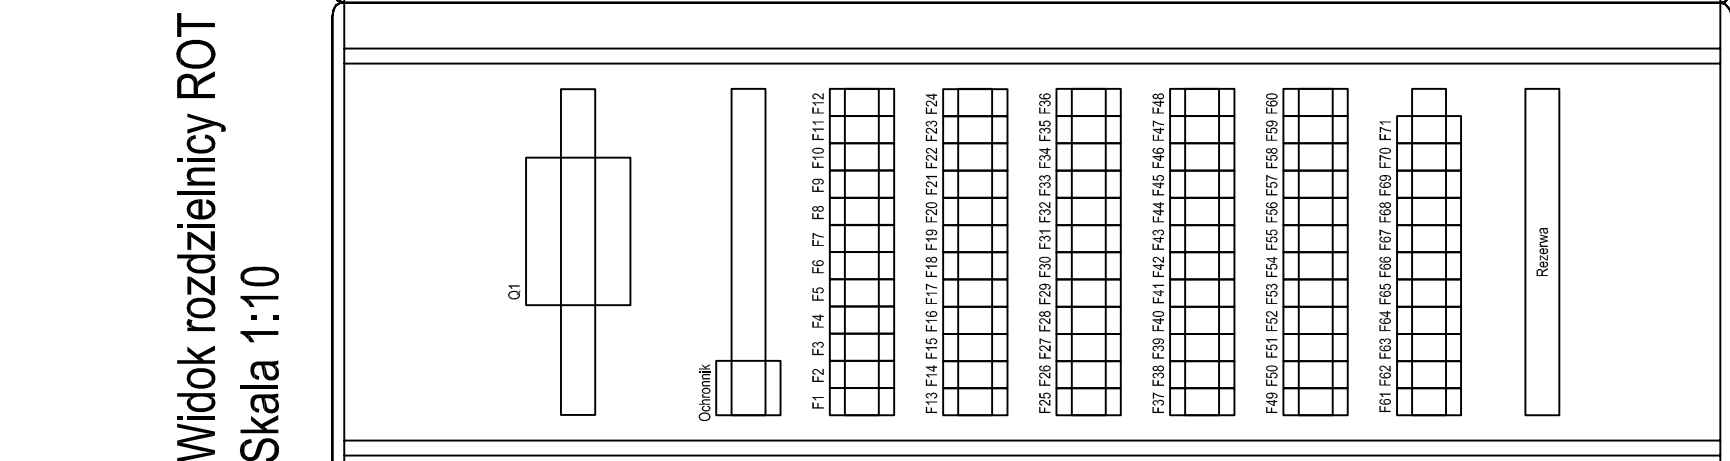 Widok rozdzielnicy ROT
Skala 1:10
Q1
Ochronnik
F1 F2 F3 F4 F5 F6 F7 F8 F9 F10 F11 F12
F13 F14 F15 F16 F17 F18 F19 F20 F21 F22 F23 F24
F25 F26 F27 F28 F29 F30 F31 F32 F33 F34 F35 F36
F37 F38 F39 F40 F41 F42 F43 F44 F45 F46 F47 F48
F49 F50 F51 F52 F53 F54 F55 F56 F57 F58 F59 F60
F61 F62 F63 F64 F65 F66 F67 F68 F69 F70 F71
Rezerwa